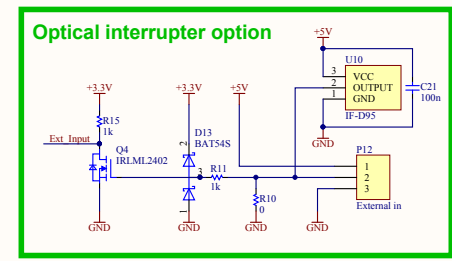 Optical interrupter option
+5V
U10
3 VCC
2 OUTPUT
1 GND
IF-D95
C21
100n
GND
+3.3V
+3.3V
+5V
R15
1k
Ext_Input
Q4
IRLML2402
D13
BAT54S
2
3
1
R11
1k
R10
0
P12
1
2
3
External in
GND
GND
GND
GND